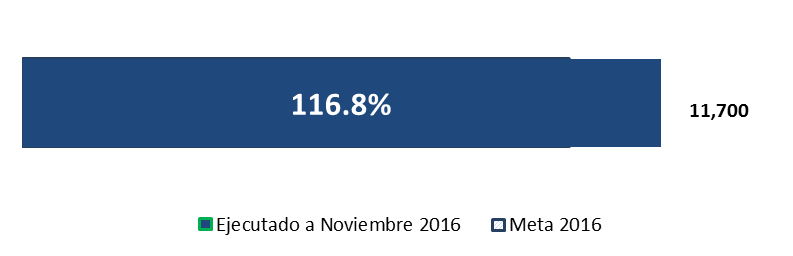 116.8%
11,700
Ejecutado a Noviembre 2016
Meta 2016